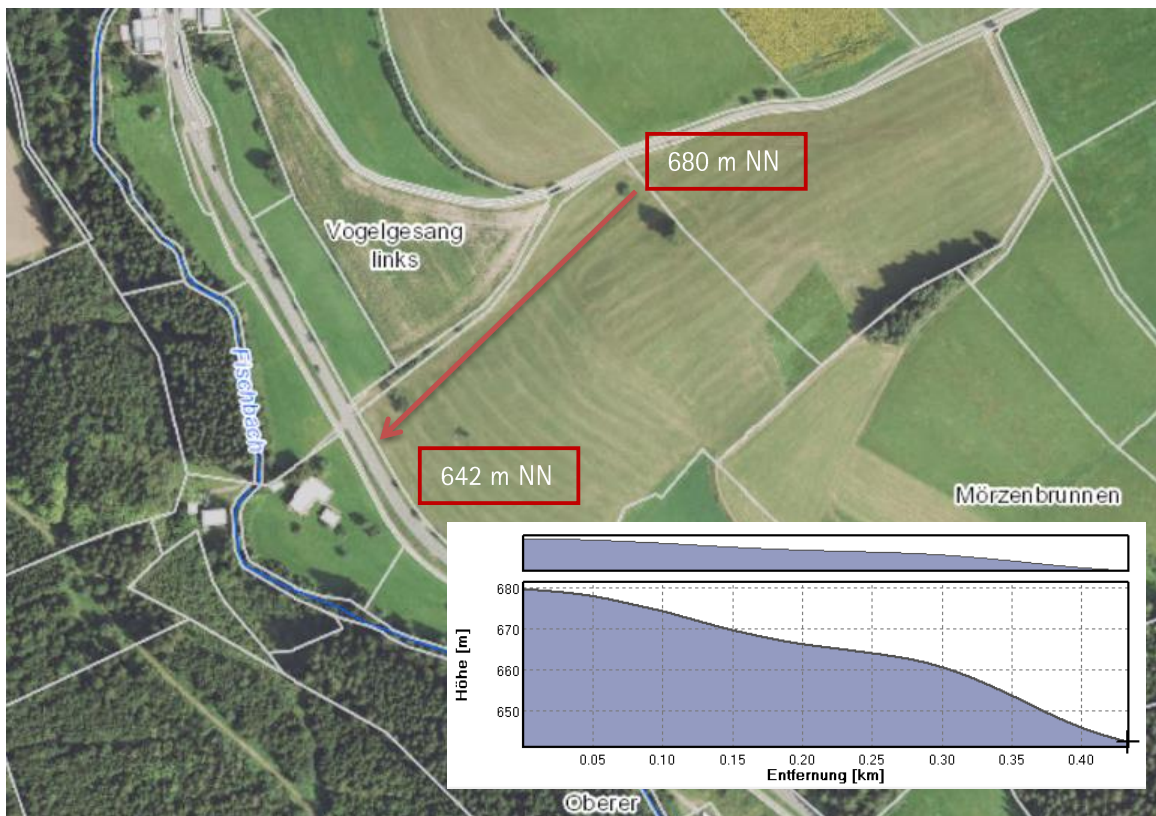 680 m NN
Vogelgesang
links
Fischbach
642 m NN
Mörzenbrunnen
Höhe [m]
680
670
660
650
0.05 0.10 0.15 0.20 0.25 0.30 0.35 0.40
Entfernung [km]
Oberer